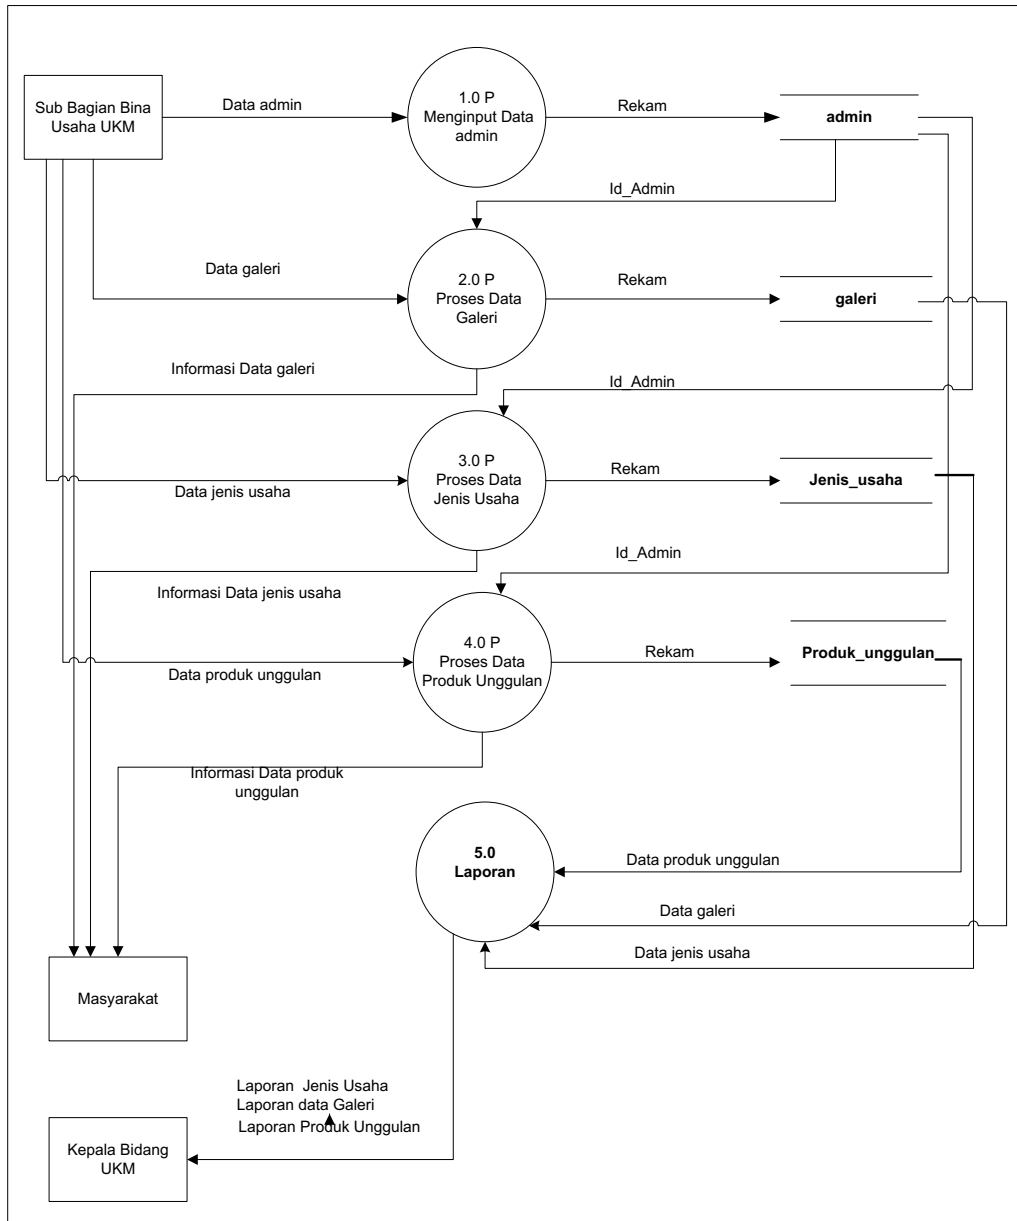 Sub Bagian Bina
Usaha UKM
Data admin
1.0 P
Menginput Data
admin
Rekam
admin
Id_Admin
Data galeri
2.0 P
Proses Data
Galeri
Rekam
galeri
Informasi Data galeri
Id_Admin
3.0 P
Proses Data
Jenis Usaha
Rekam
Jenis_usaha
Data jenis usaha
Id_Admin
Informasi Data jenis usaha
4.0 P
Proses Data
Produk Unggulan
Rekam
Produk_unggulan
Data produk unggulan
Informasi Data produk
unggulan
5.0
Laporan
Data produk unggulan
Data galeri
Data jenis usaha
Masyarakat
Laporan  Jenis Usaha
Laporan data Galeri
Laporan Produk Unggulan
Kepala Bidang
UKM